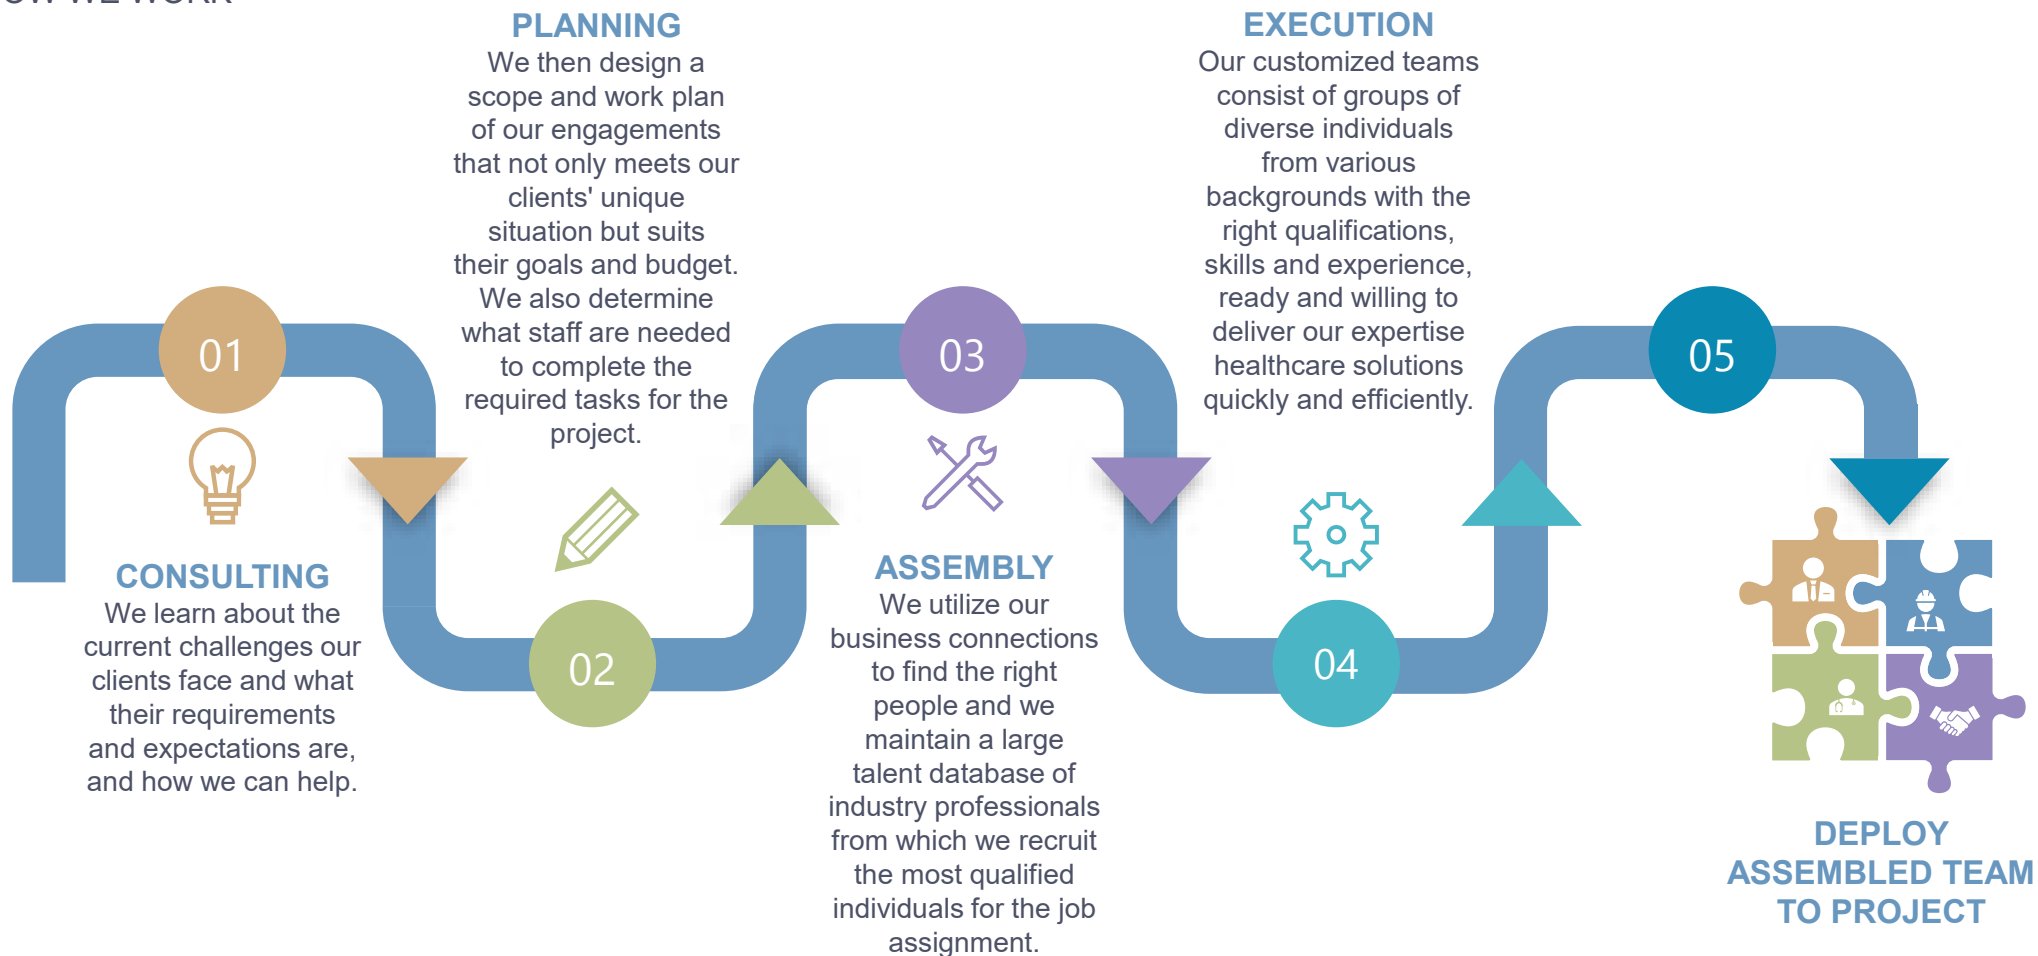 OW WE WORK
01
CONSULTING
We learn about the
current challenges our
clients face and what
their requirements
and expectations are,
and how we can help.
PLANNING
We then design a
scope and work plan
of our engagements
that not only meets our
clients' unique
situation but suits
their goals and budget.
We also determine
what staff are needed
to complete the
required tasks for the
project.
02
03
ASSEMBLY
We utilize our
business connections
to find the right
people and we
maintain a large
talent database of
industry professionals
from which we recruit
the most qualified
individuals for the job
assignment.
EXECUTION
Our customized teams
consist of groups of
diverse individuals
from various
backgrounds with the
right qualifications,
skills and experience,
ready and willing to
deliver our expertise
healthcare solutions
quickly and efficiently.
04
05
DEPLOY
ASSEMBLED TEAM
TO PROJECT